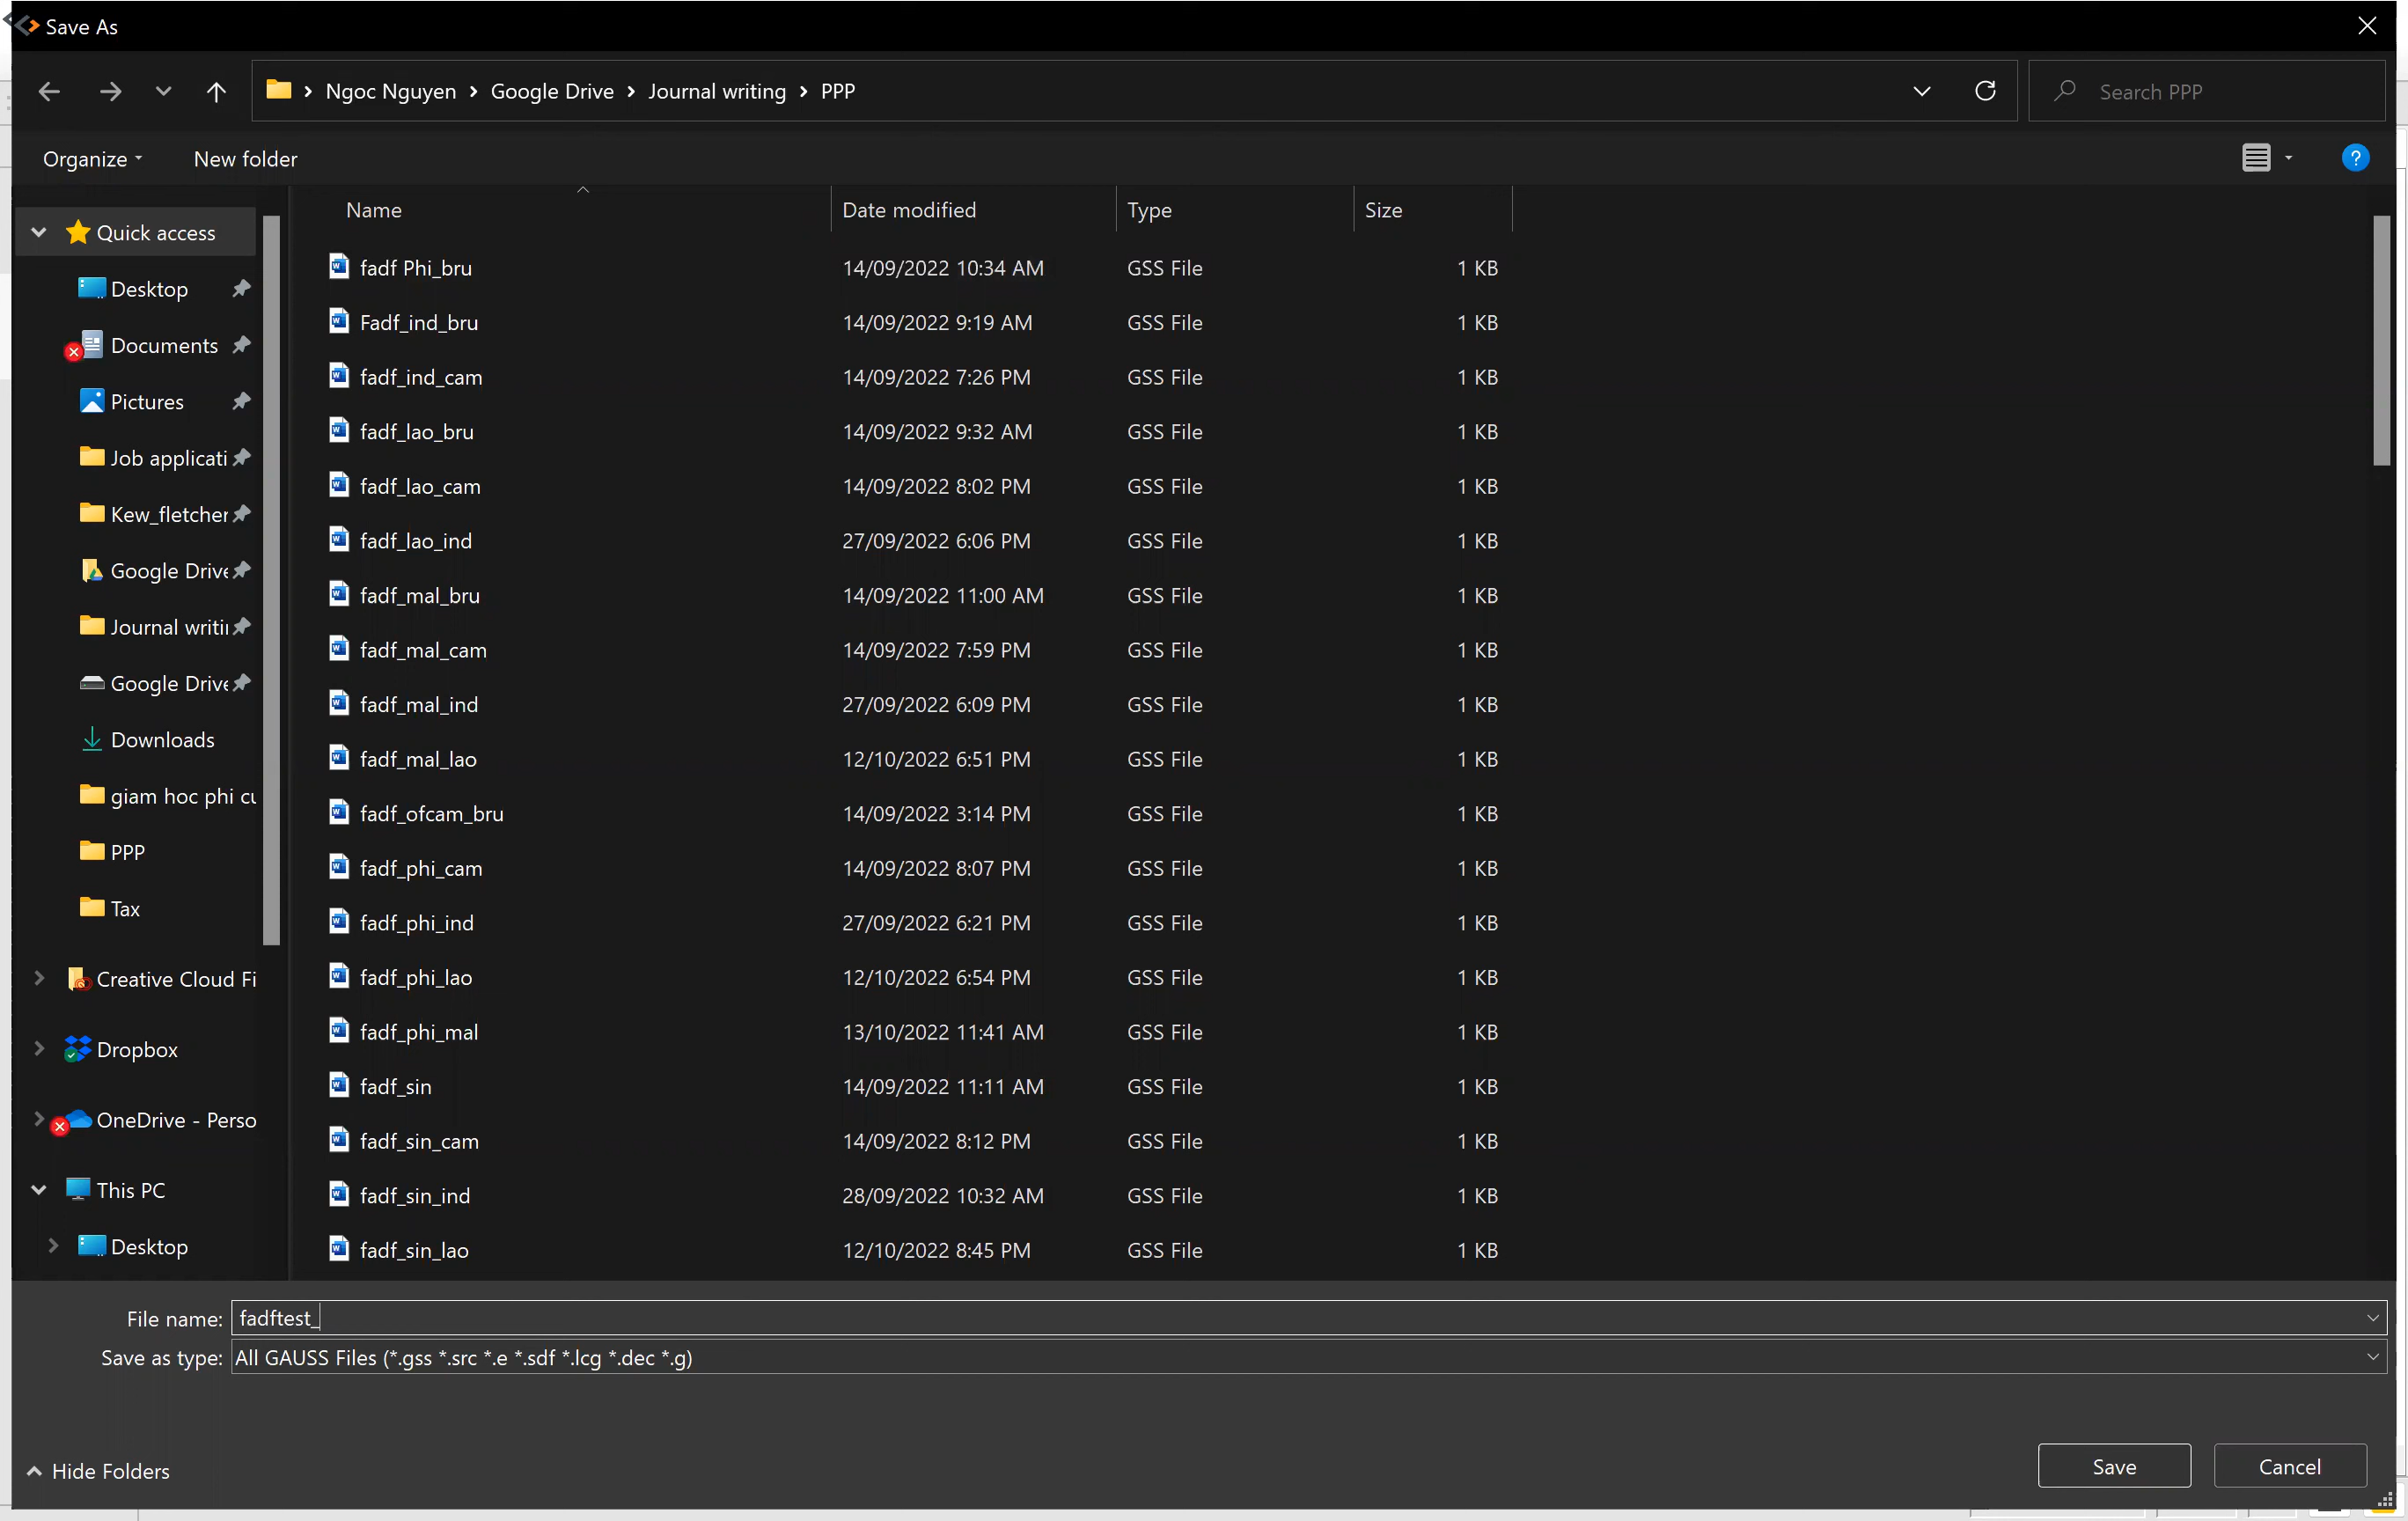 Save As
Ngoc Nguyen › Google Drive › Journal writing › PPP
Search PPP
Organize
New folder
Name
Date modified
Type
Size
Quick access
Desktop
Documents
Pictures
Job applicati
Kew_fletcher
Google Drive
Journal writin
Google Drive
Downloads
giam hoc phi cu
PPP
Tax
Creative Cloud Fi
Dropbox
OneDrive - Perso
This PC
Desktop
fadf Phi_bru 14/09/2022 10:34 AM GSS File 1 KB
Fadf_ind_bru 14/09/2022 9:19 AM GSS File 1 KB
fadf_ind_cam 14/09/2022 7:26 PM GSS File 1 KB
fadf_lao_bru 14/09/2022 9:32 AM GSS File 1 KB
fadf_lao_cam 14/09/2022 8:02 PM GSS File 1 KB
fadf_lao_ind 27/09/2022 6:06 PM GSS File 1 KB
fadf_mal_bru 14/09/2022 11:00 AM GSS File 1 KB
fadf_mal_cam 14/09/2022 7:59 PM GSS File 1 KB
fadf_mal_ind 27/09/2022 6:09 PM GSS File 1 KB
fadf_mal_lao 12/10/2022 6:51 PM GSS File 1 KB
fadf_ofcam_bru 14/09/2022 3:14 PM GSS File 1 KB
fadf_phi_cam 14/09/2022 8:07 PM GSS File 1 KB
fadf_phi_ind 27/09/2022 6:21 PM GSS File 1 KB
fadf_phi_lao 12/10/2022 6:54 PM GSS File 1 KB
fadf_phi_mal 13/10/2022 11:41 AM GSS File 1 KB
fadf_sin 14/09/2022 11:11 AM GSS File 1 KB
fadf_sin_cam 14/09/2022 8:12 PM GSS File 1 KB
fadf_sin_ind 28/09/2022 10:32 AM GSS File 1 KB
fadf_sin_lao 12/10/2022 8:45 PM GSS File 1 KB
File name: fadftest_
Save as type: All GAUSS Files (*.gss *.src *.e *.sdf *.lcg *.dec *.g)
Hide Folders
Save
Cancel